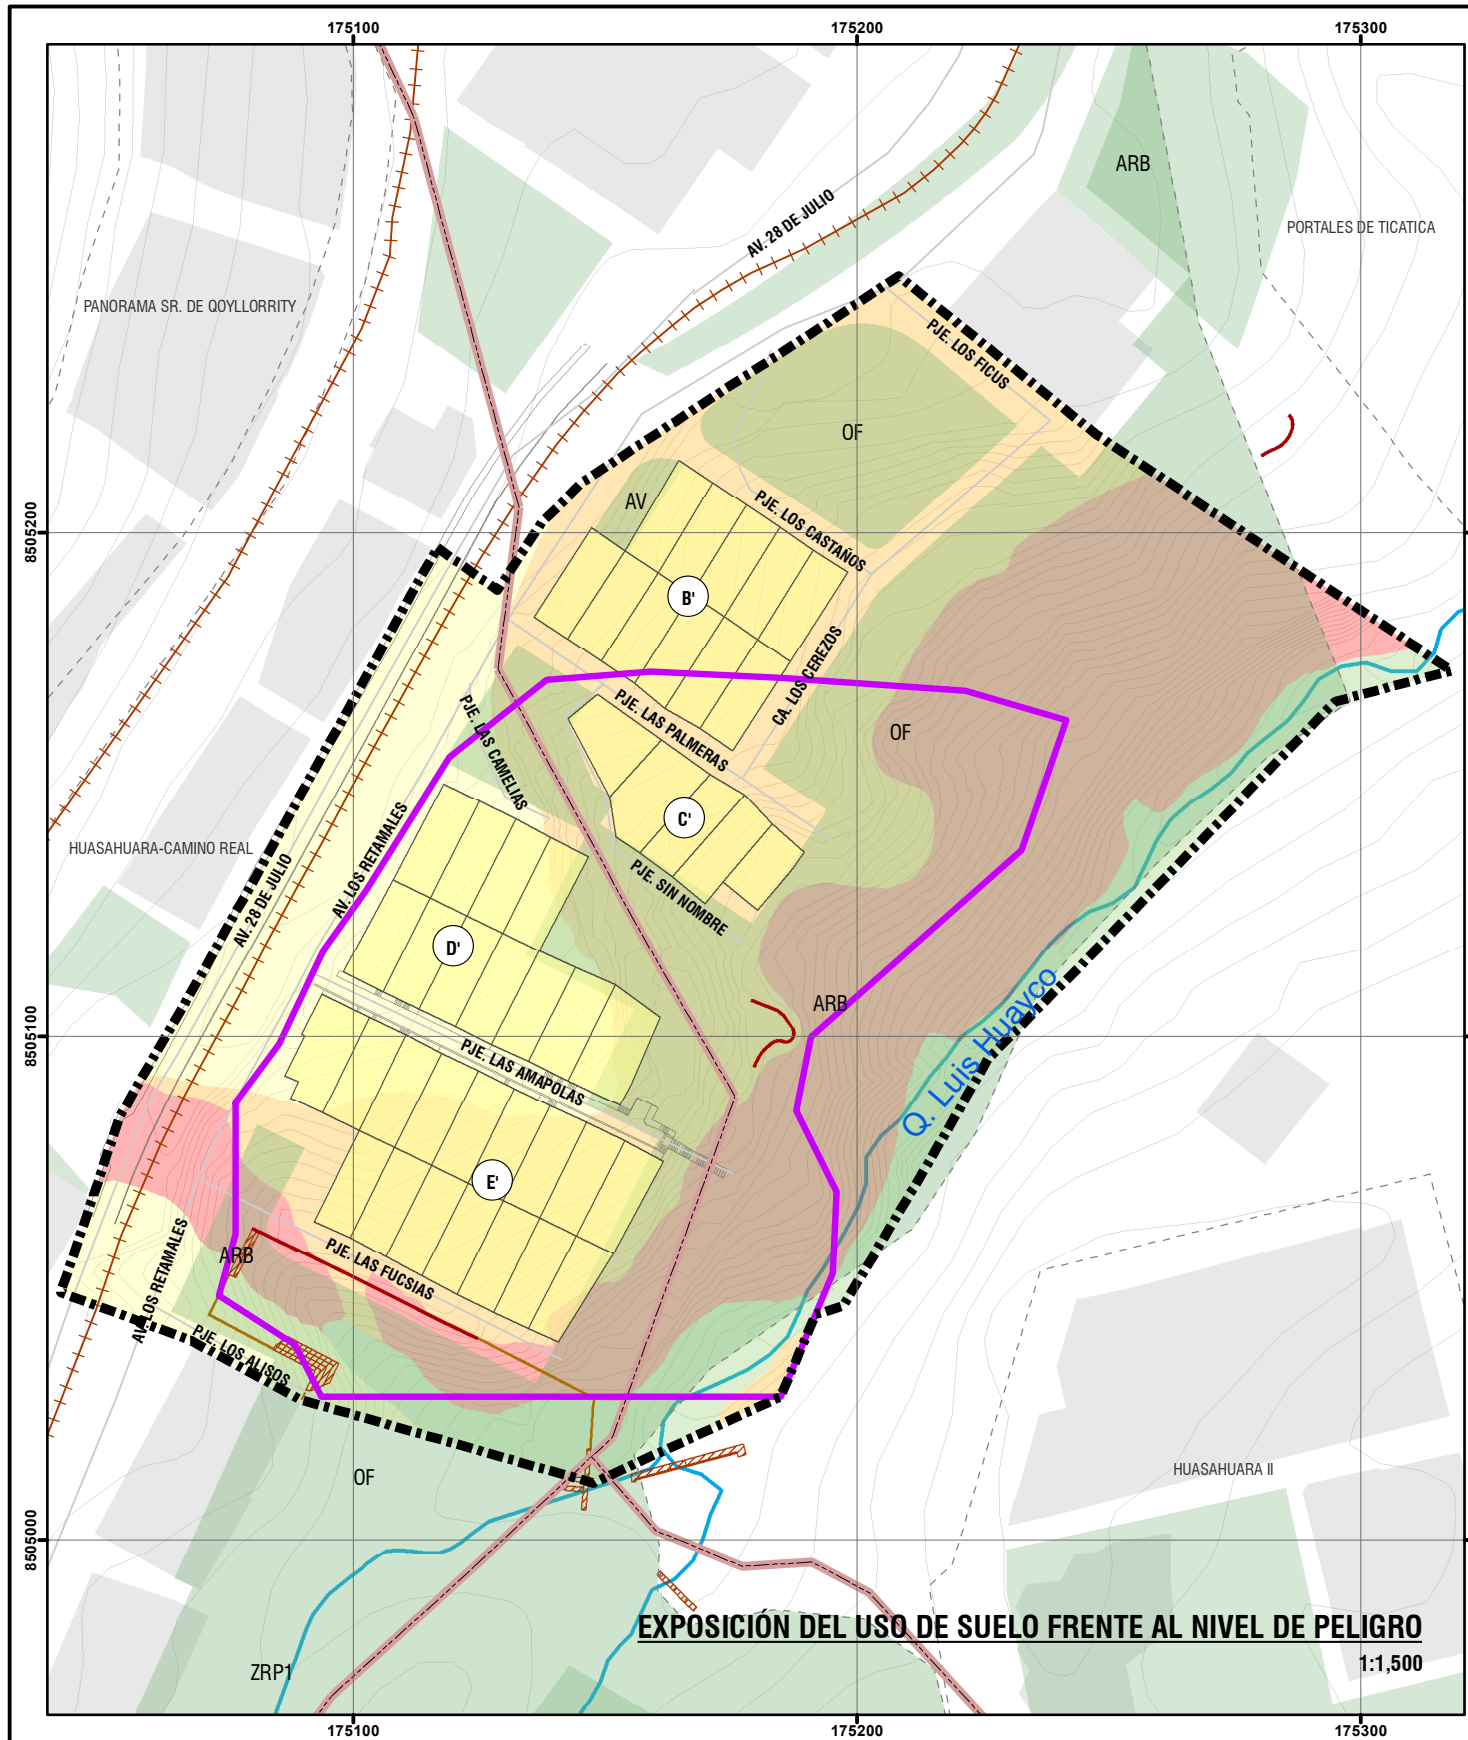 175100
175200
175300
ARB
AV. 28 DE JULIO
PORTALES DE TICATICA
PANORAMA SR. DE QOYLLORRITY
PJE. LOS FICUS
OF
AV
PJE. LOS CASTAÑOS
8505200
B'
CA. LOS CEREZOS
PJE. LAS PALMERAS
PJE. LAS CAMELIAS
OF
C'
HUASAHUARA-CAMINO REAL
AV. LOS RETAMALES
PJE. SIN NOMBRE
AV. 28 DE JULIO
D'
ARB
8505100
PJE. LAS AMAPOLAS
Q. Luis Huayco
E'
ARB
PJE. LAS FUCSIAS
AV. LOS RETAMALES
PJE. LOS ALISOS
OF
HUASAHUARA II
8505000
EXPOSICIÓN DEL USO DE SUELO FRENTE AL NIVEL DE PELIGRO
1:1,500
ZRP1
175100
175200
175300